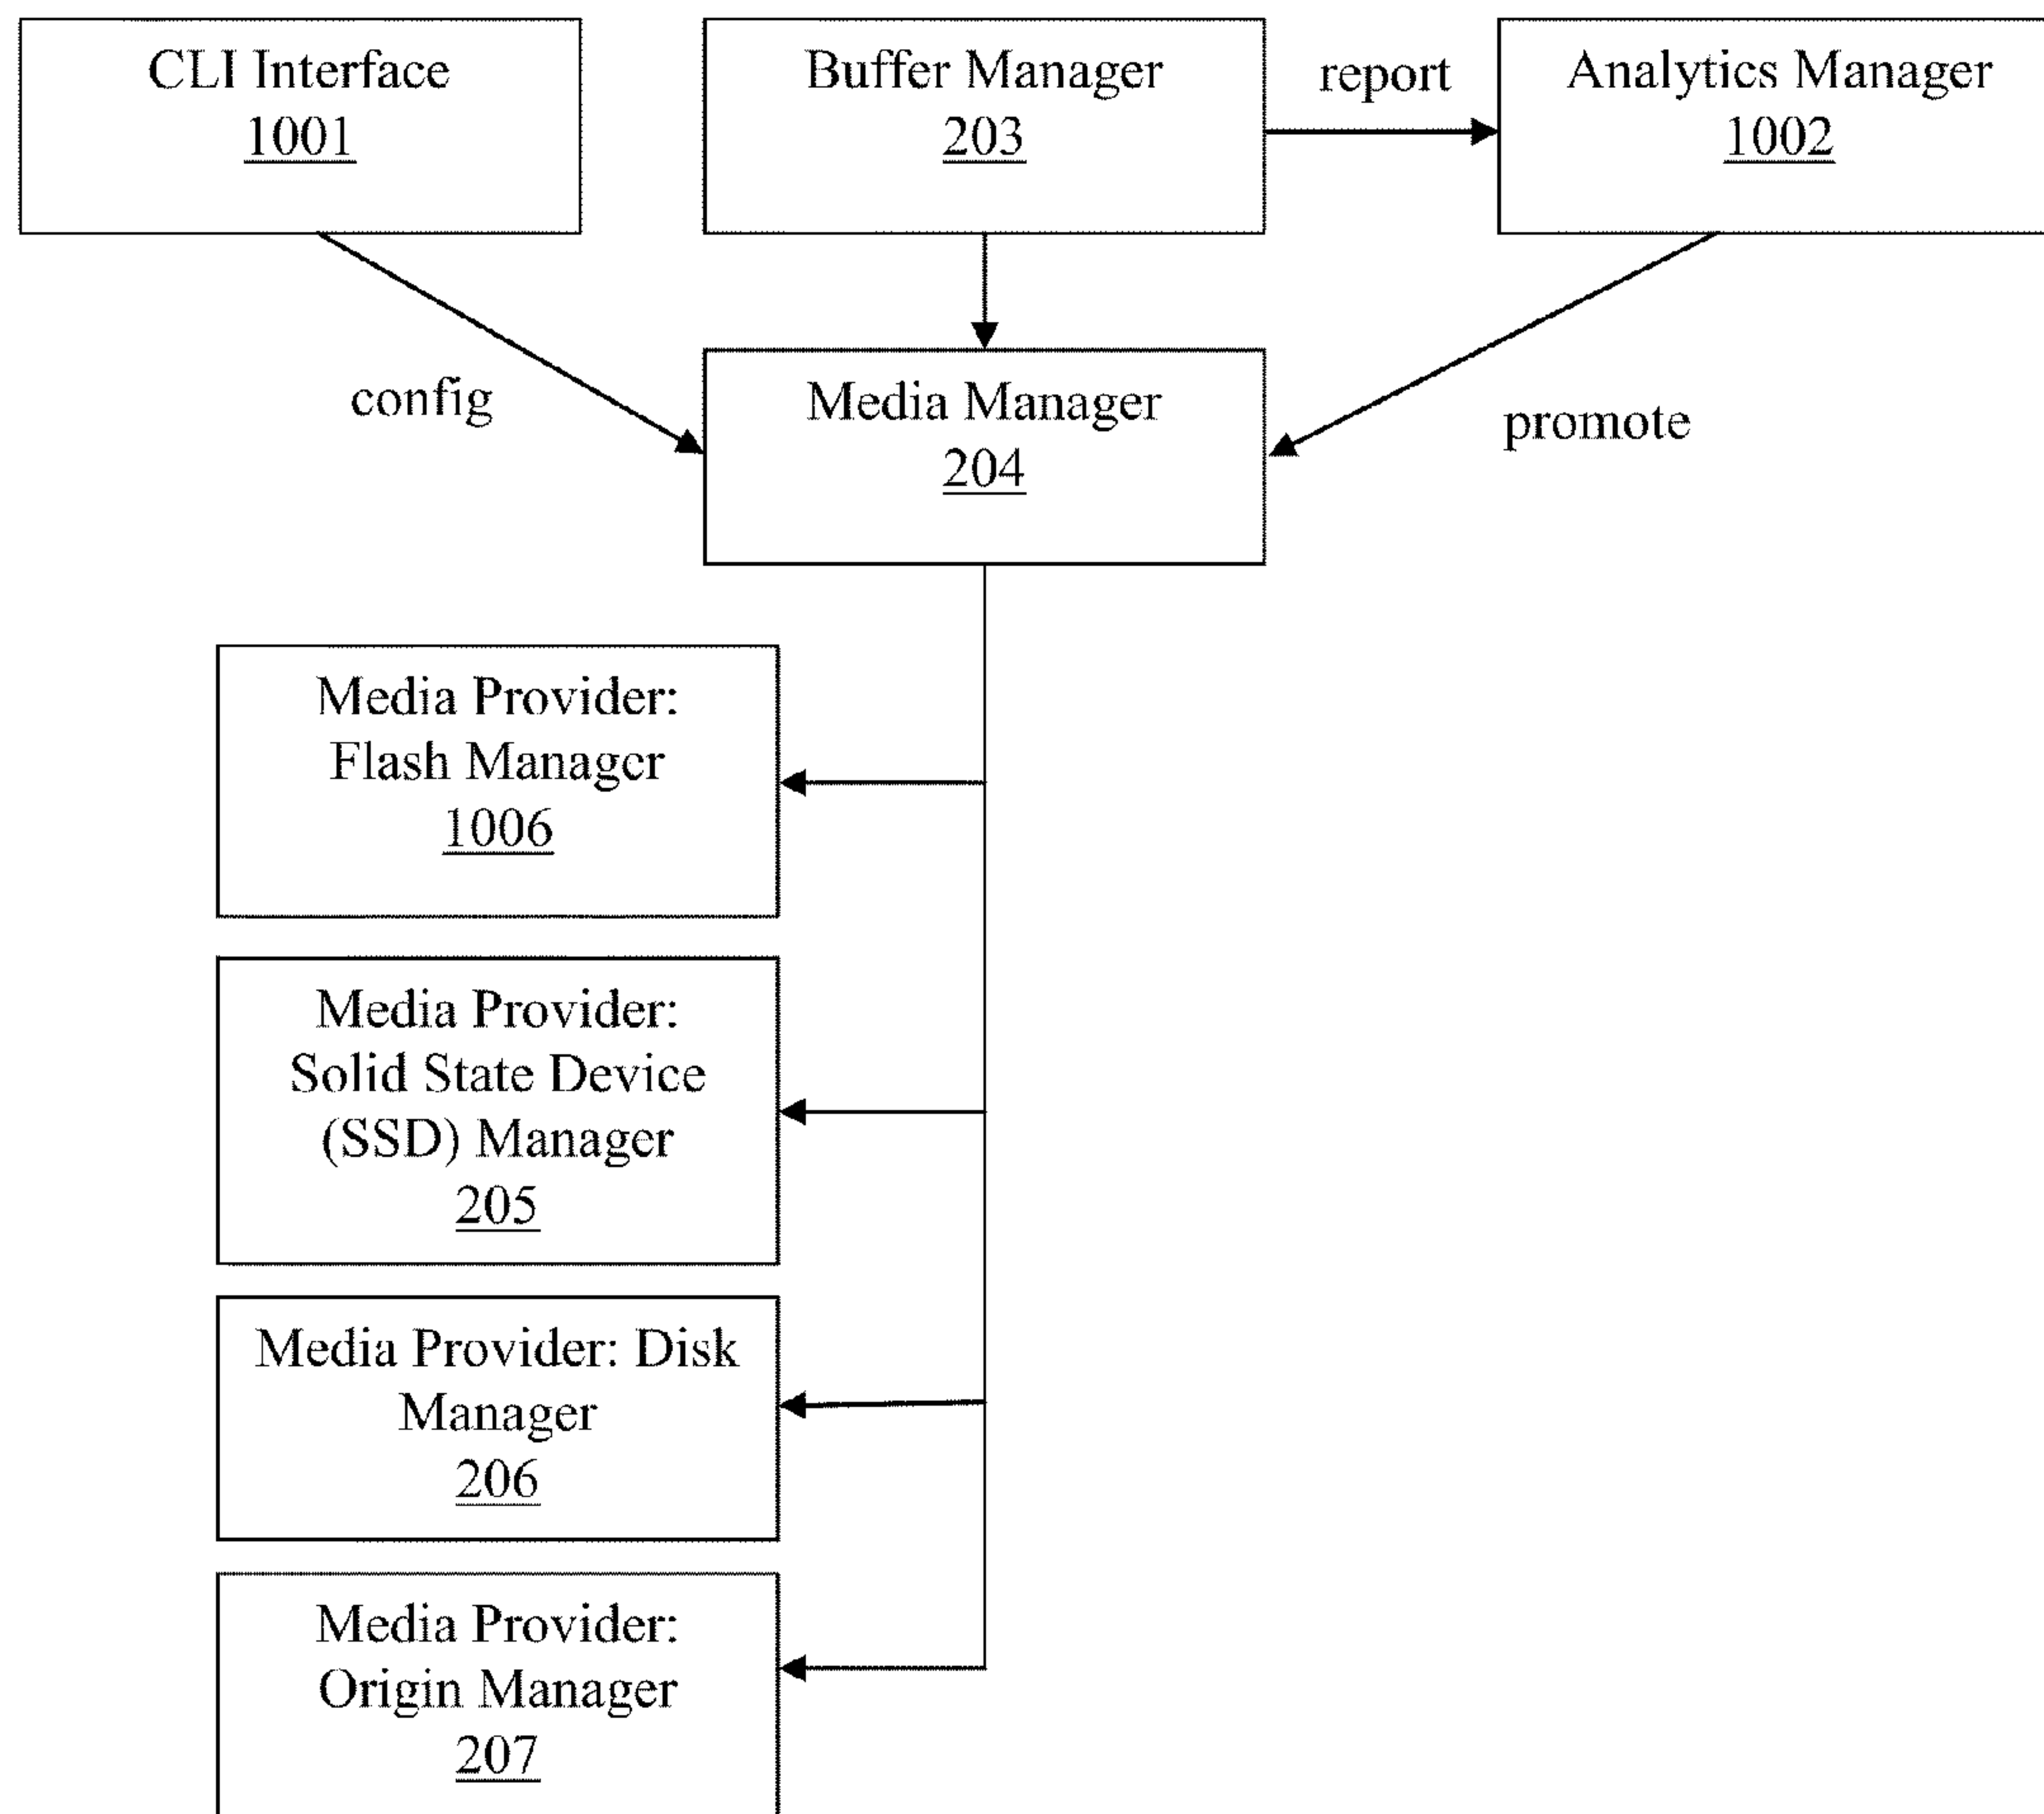 CLI Interface
1001
Buffer Manager
203
report
Analytics Manager
1002
config
Media Manager
204
promote
Media Provider:
Flash Manager
1006
Media Provider:
Solid State Device
(SSD) Manager
205
Media Provider: Disk
Manager
206
Media Provider:
Origin Manager
207